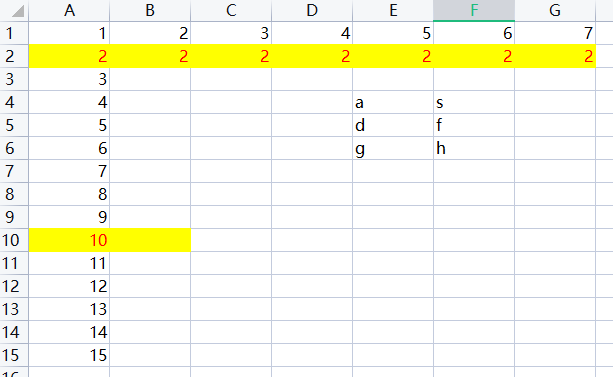 A B C D E F G
1 1 2 3 4 5 6 7
2 2 2 2 2 2 2 2
3 3
4 4 a s
5 5 d f
6 6 g h
7 7
8 8
9 9
10 10
11 11
12 12
13 13
14 14
15 15